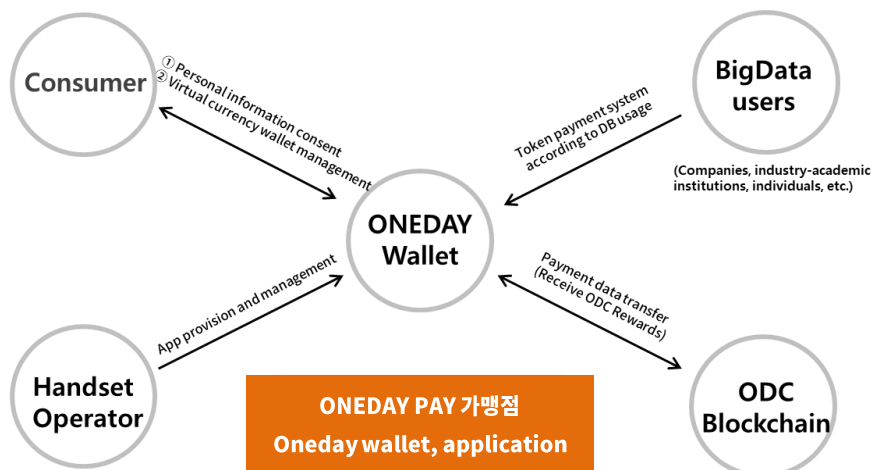 Consumer
① Personal information consent
② Virtual currency wallet management
BigData
users
Token payment system
according to DB usage
(Companies, industry-academic
institutions, individuals, etc.)
ONEDAY
Wallet
App provision and management
Payment data transfer
(Receive ODC Rewards)
Handset
Operator
ONEDAY PAY 가맹점
Oneday wallet, application
ODC
Blockchain